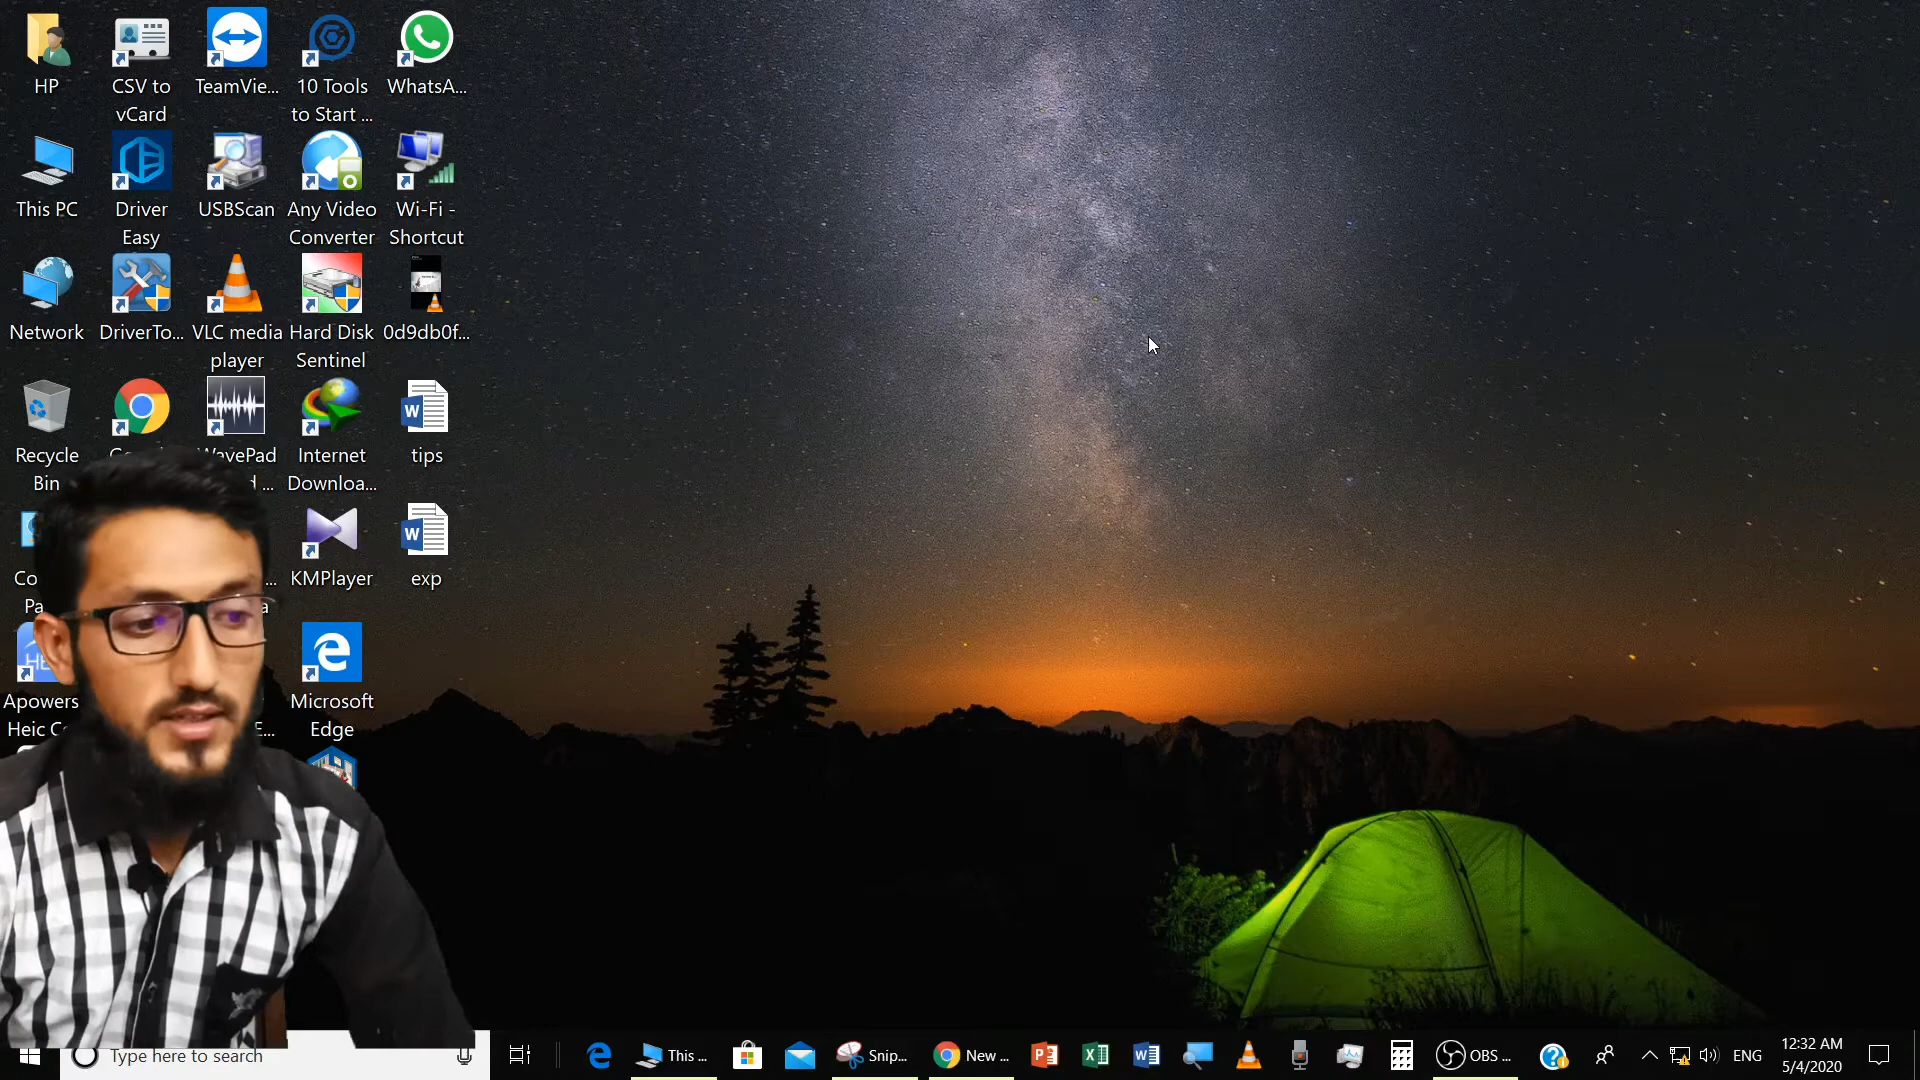 HP
CSV to
vCard
TeamVie...
10 Tools
to Start ...
WhatsA...
This PC
Driver
Easy
USBScan
Any Video
Converter
Wi-Fi -
Shortcut
Network
DriverTo...
VLC media
player
Hard Disk
Sentinel
0d9db0f...
Recycle
Bin
WavePad
Internet
Downloa...
tips
KMPlayer
exp
Apowers
Heic C
Microsoft
Edge
Type here to search
This ...
Snip...
New ...
OBS ...
ENG
12:32 AM
5/4/2020